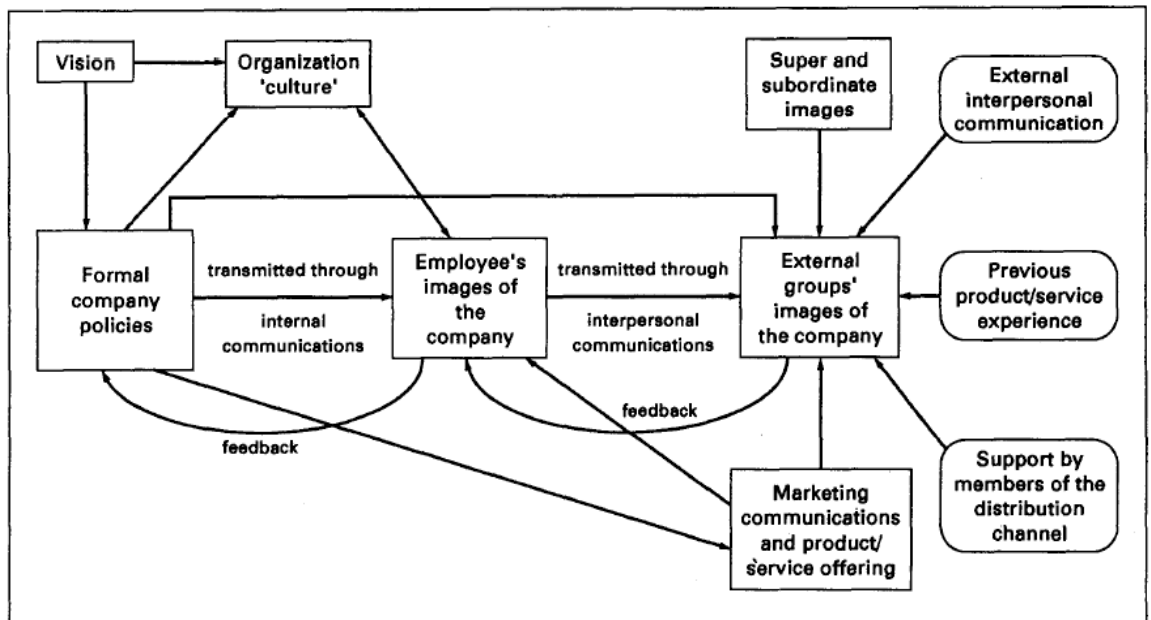 Vision
Organization
'culture'
Super and
subordinate
images
External
interpersonal
communication
Formal
company
policies
transmitted through
internal
communications
Employee's
images of
the
company
transmitted through
interpersonal
communications
External
groups'
images of
the company
Previous
product/service
experience
feedback
feedback
Marketing
communications
and product/
service offering
Support by
members of the
distribution
channel